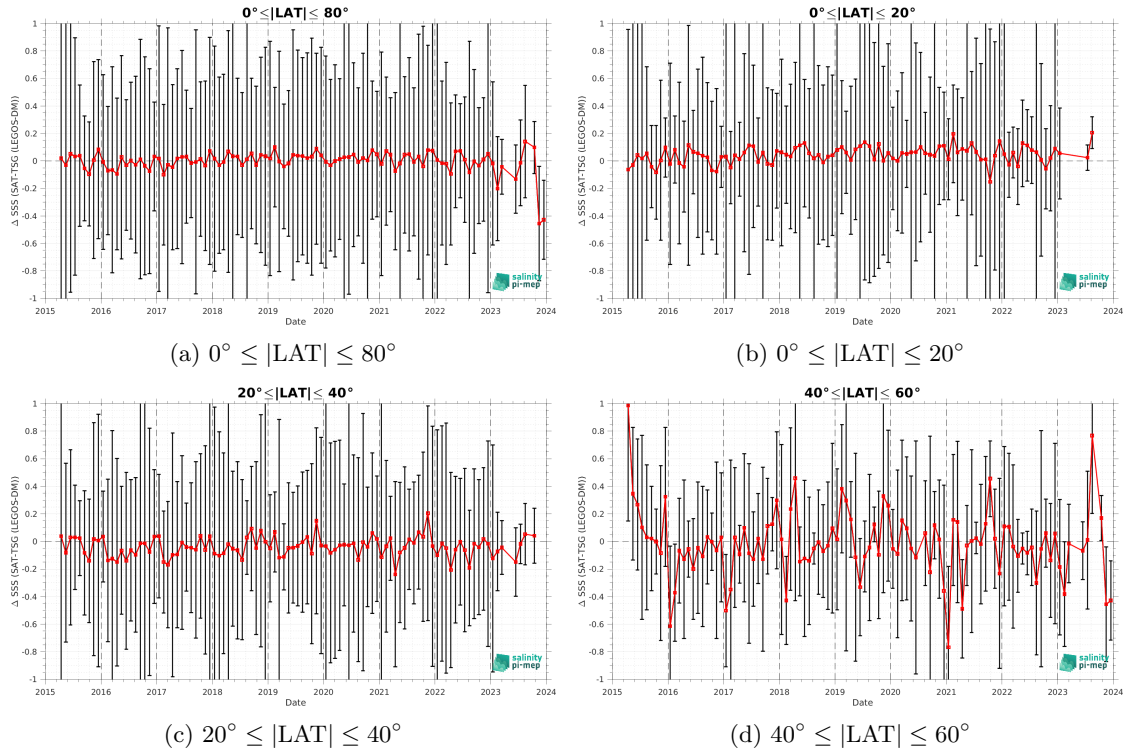 0°≤|LAT|≤ 80°
Δ SSS (SAT-TSG (LEGOS-DM))
1
0.8
0.6
0.4
0.2
0
-0.2
-0.4
-0.6
-0.8
-1
salinity
pi-mep
2015 2016 2017 2018 2019 2020 2021 2022 2023 2024
Date
(a) 0° ≤ |LAT| ≤ 80°
0°≤|LAT|≤ 20°
Δ SSS (SAT-TSG (LEGOS-DM))
1
0.8
0.6
0.4
0.2
0
-0.2
-0.4
-0.6
-0.8
-1
salinity
pi-mep
2015 2016 2017 2018 2019 2020 2021 2022 2023 2024
Date
(b) 0° ≤ |LAT| ≤ 20°
20°≤|LAT|≤ 40°
Δ SSS (SAT-TSG (LEGOS-DM))
1
0.8
0.6
0.4
0.2
0
-0.2
-0.4
-0.6
-0.8
-1
salinity
pi-mep
2015 2016 2017 2018 2019 2020 2021 2022 2023 2024
Date
(c) 20° ≤ |LAT| ≤ 40°
40°≤|LAT|≤ 60°
Δ SSS (SAT-TSG (LEGOS-DM))
1
0.8
0.6
0.4
0.2
0
-0.2
-0.4
-0.6
-0.8
-1
salinity
pi-mep
2015 2016 2017 2018 2019 2020 2021 2022 2023 2024
Date
(d) 40° ≤ |LAT| ≤ 60°